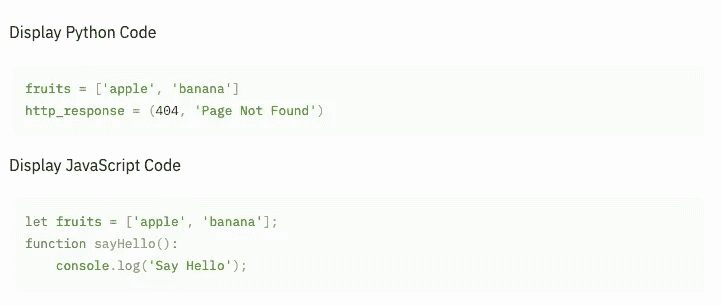 Display Python Code
fruits = ['apple', 'banana']
http_response = (404, 'Page Not Found')
Display JavaScript Code
let fruits = ['apple', 'banana'];
function sayHello():
    console.log('Say Hello');